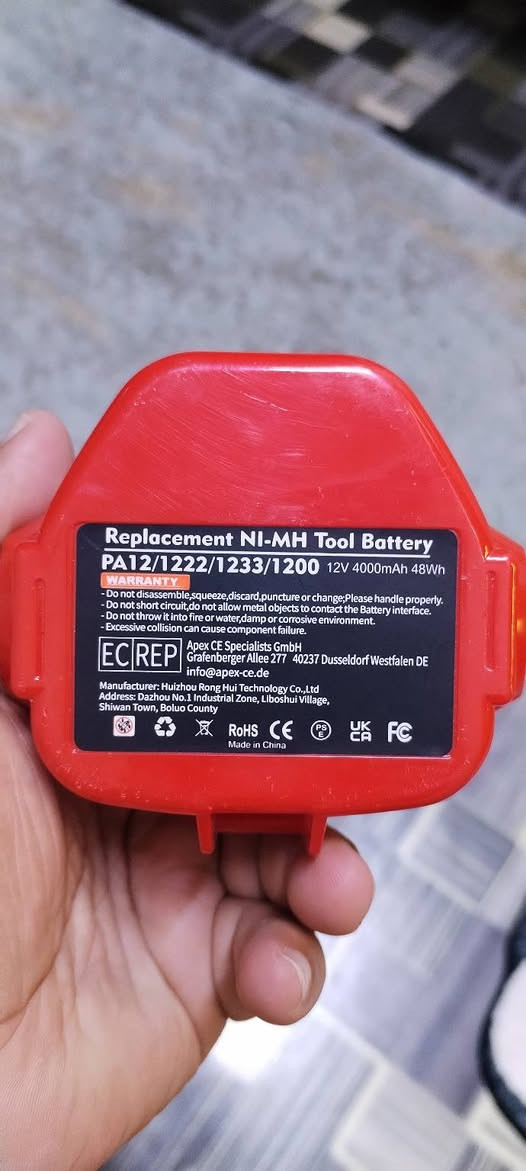 Replacement NI-MH Tool Battery
PA12/1222/1233/1200 12V 4000mAh 48Wh
WARRANTY
- Do not disassemble,squeeze,discard,puncture or change;Please handle properly.
- Do not short circuit,do not allow metal objects to contact the Battery interface.
- Do not throw it into fire or water,damp or corrosive environment.
- Excessive collision can cause component failure.
EC REP
Apex CE Specialists GmbH
Grafenberger Allee 277 40237 Dusseldorf Westfalen DE
info@apex-ce.de
Manufacturer: Huizhou Rong Hui Technology Co.,Ltd
Address: Dazhou No.1 Industrial Zone, LIboshui Village,
Shiwan Town, Boluo County
RoHS CE PS E UK CA FC
Made in China